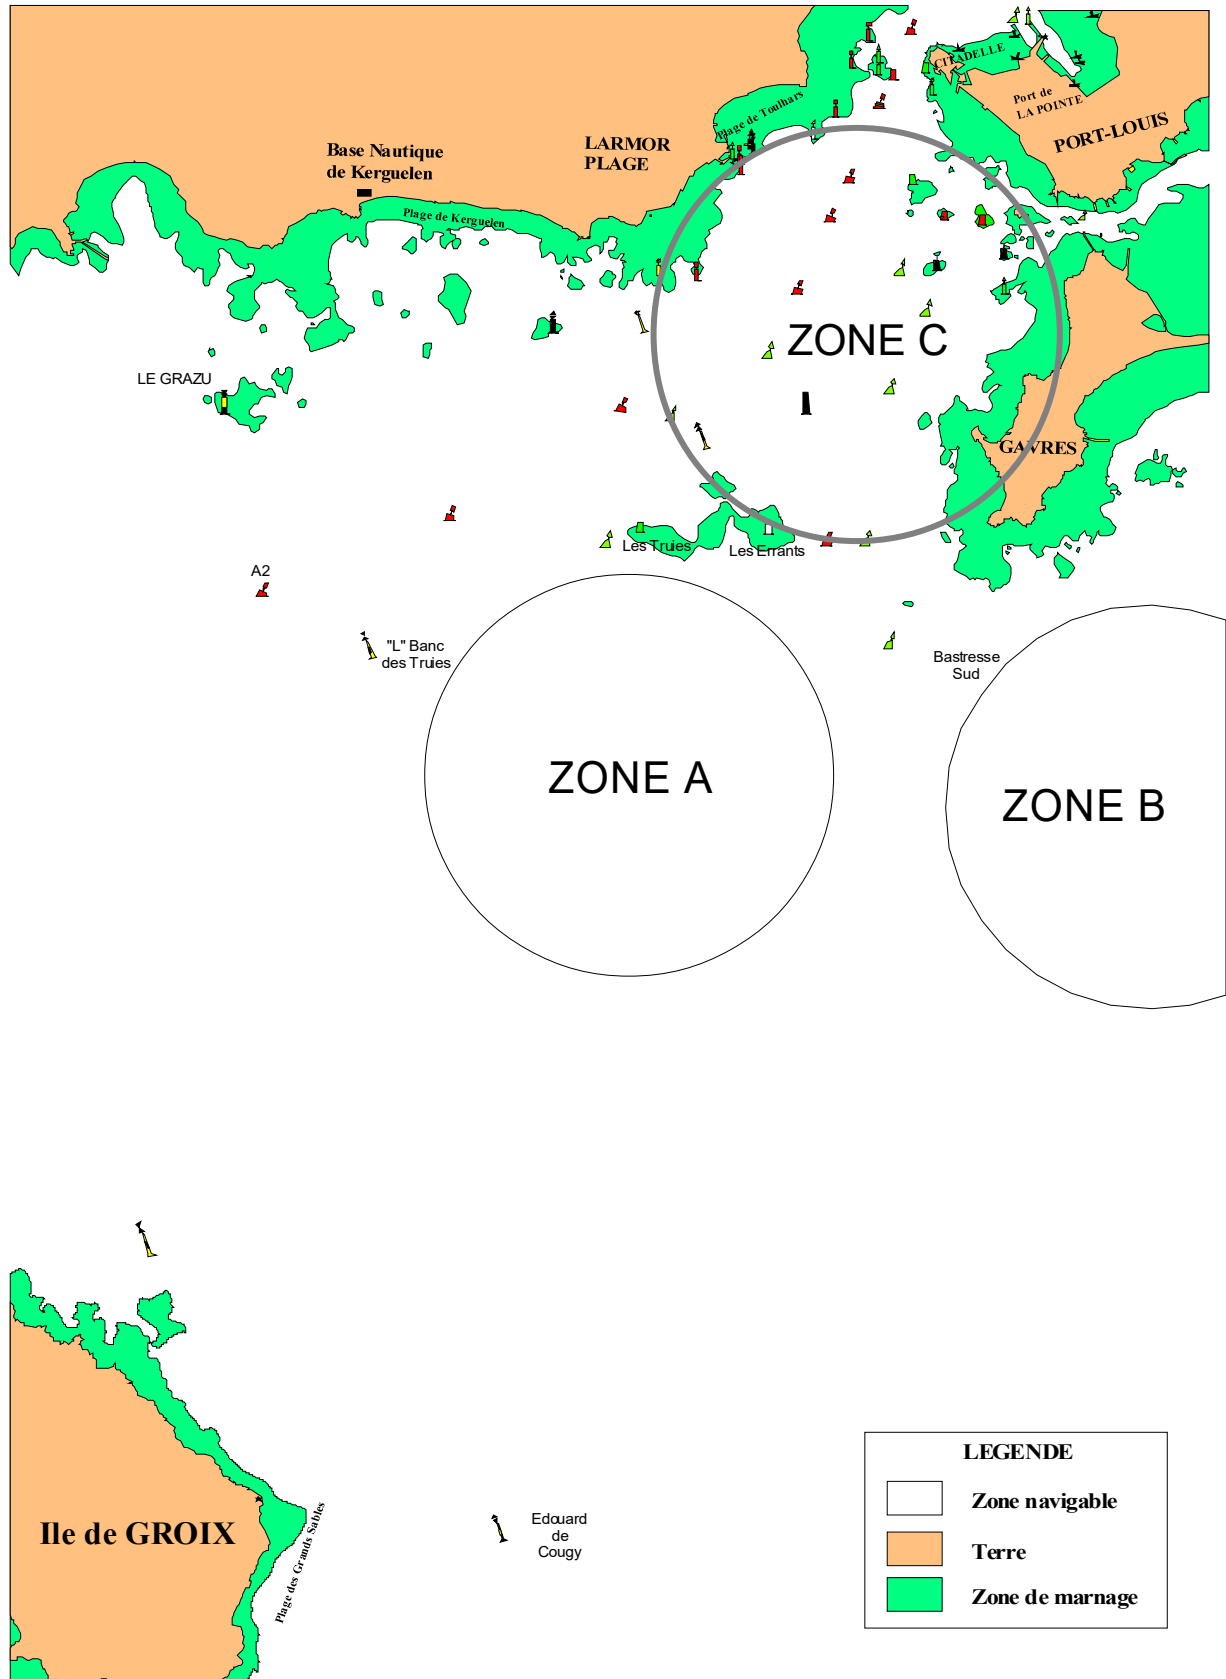 CITADELLE
Port de
LA POINTE
PORT-LOUIS
Plage de Toulhars
LARMOR
PLAGE
Base Nautique
de Kerguelen
Plage de Kerguelen
ZONE C
LE GRAZU
GAVRES
Les Truies
Les Errants
A2
"L" Banc
des Truies
Bastresse
Sud
ZONE A
ZONE B
LEGENDE
Zone navigable
Terre
Zone de marnage
Ile de GROIX
Plage des Grands Sables
Edouard
de
Cougy